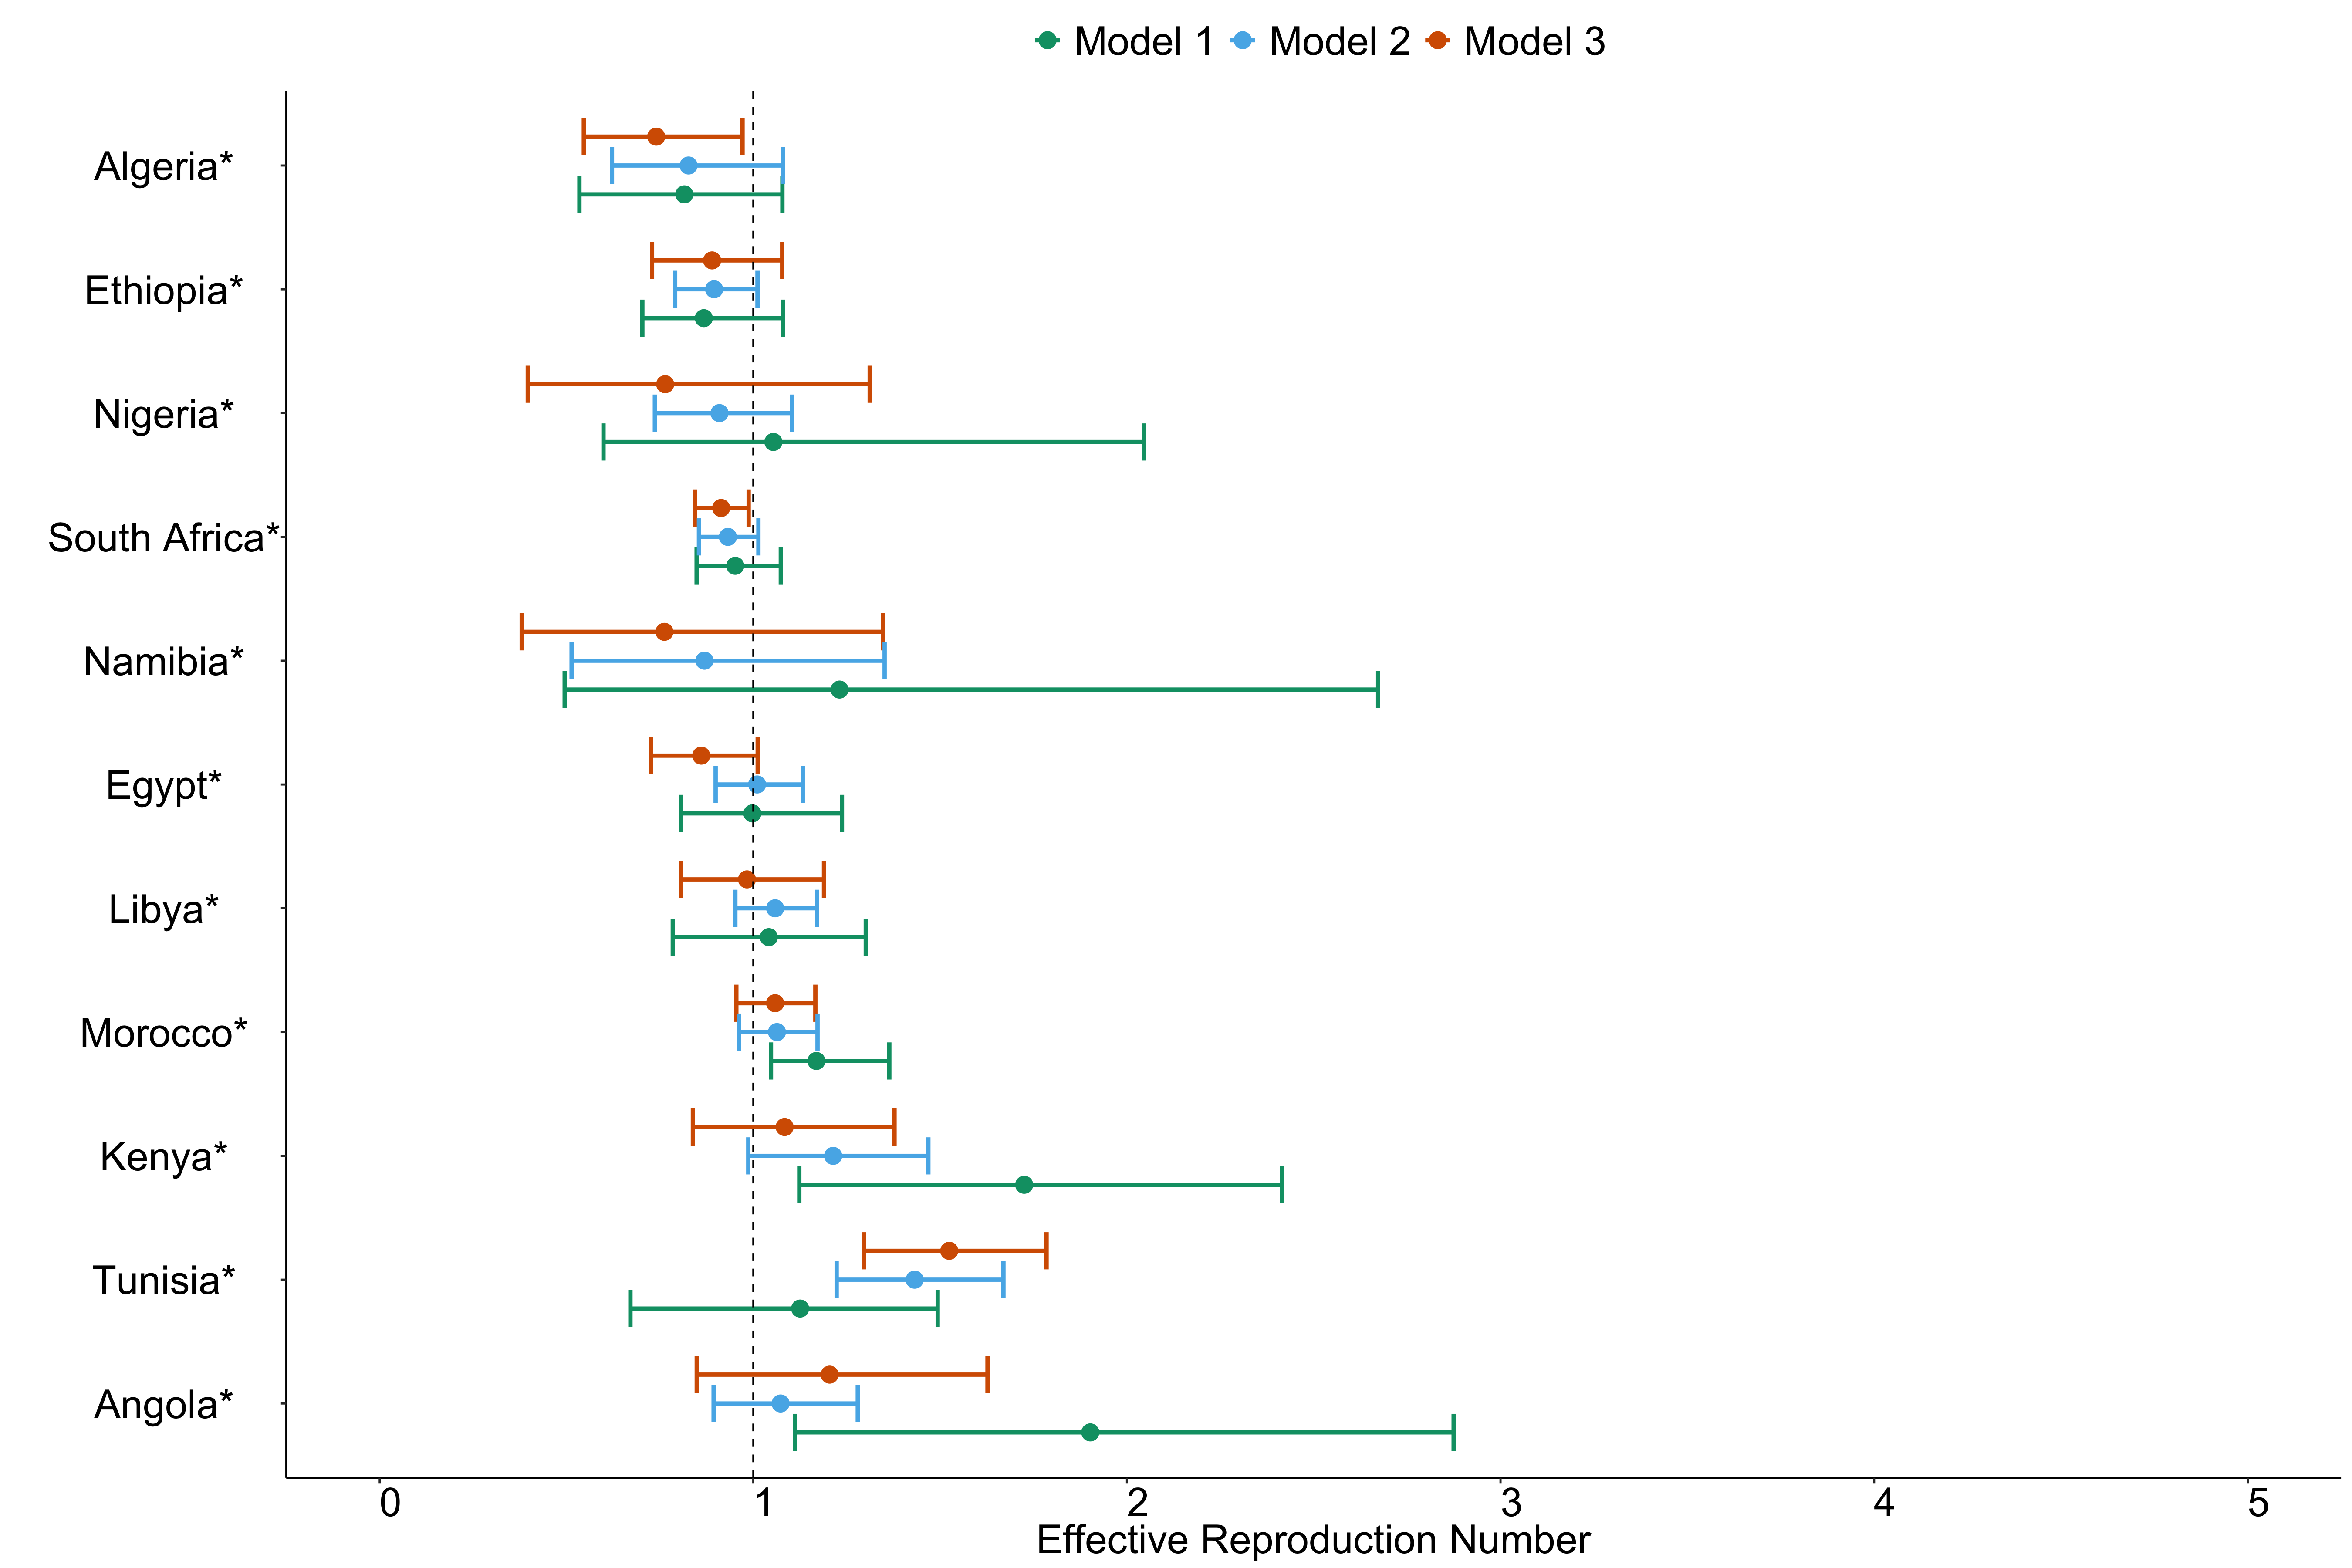 Model 1 Model 2 Model 3
Algeria*
Ethiopia*
Nigeria*
South Africa*
Namibia*
Egypt*
Libya*
Morocco*
Kenya*
Tunisia*
Angola*
0 1 2 3 4 5
Effective Reproduction Number